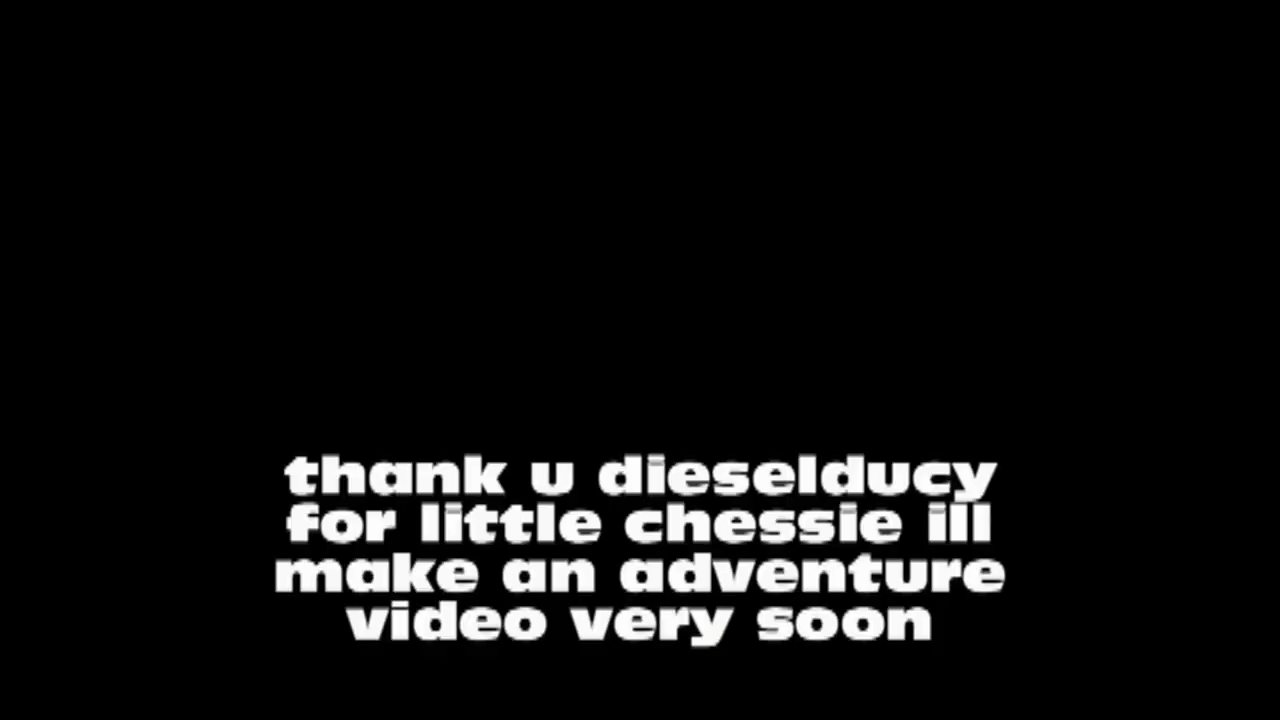 thank u dieselducy
for little chessie ill
make an adventure
video very soon